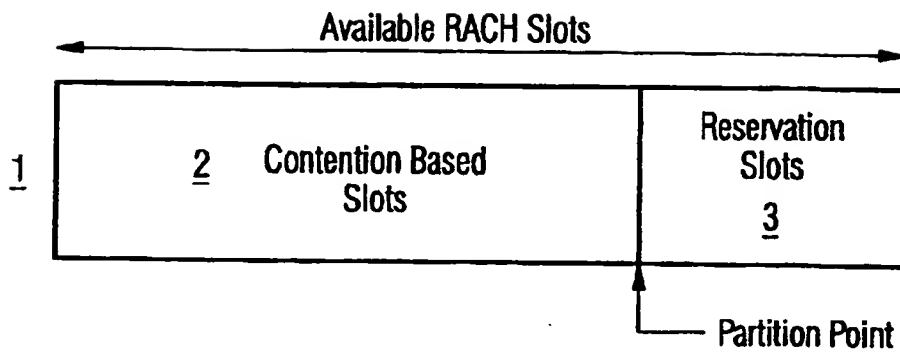 Available RACH Slots
1
2
Contention Based
Slots
Reservation
Slots
3
Partition Point